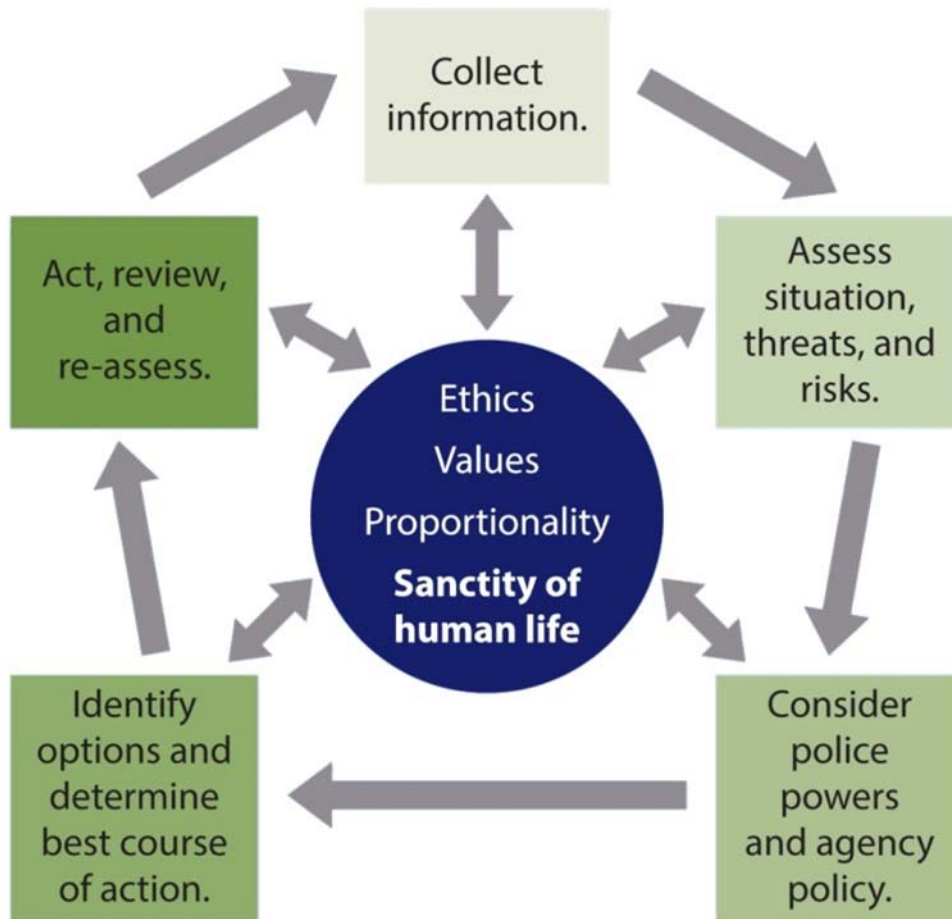 Collect
information.
Assess
situation,
threats, and
risks.
Consider
police
powers
and agency
policy.
Identify
options and
determine
best course
of action.
Act, review,
and
re-assess.
Ethics
Values
Proportionality
Sanctity of
human life